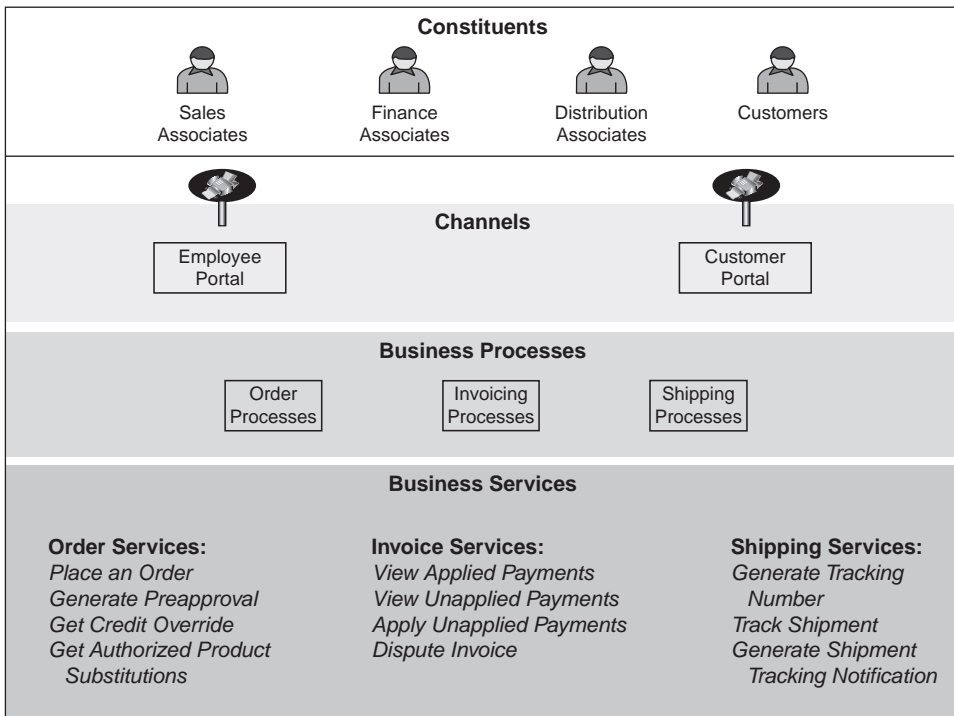 Constituents
Sales
Associates
Finance
Associates
Distribution
Associates
Customers
Channels
Employee
Portal
Customer
Portal
Business Processes
Order
Processes
Invoicing
Processes
Shipping
Processes
Business Services
Order Services:
Place an Order
Generate Preapproval
Get Credit Override
Get Authorized Product
Substitutions
Invoice Services:
View Applied Payments
View Unapplied Payments
Apply Unapplied Payments
Dispute Invoice
Shipping Services:
Generate Tracking
Number
Track Shipment
Generate Shipment
Tracking Notification